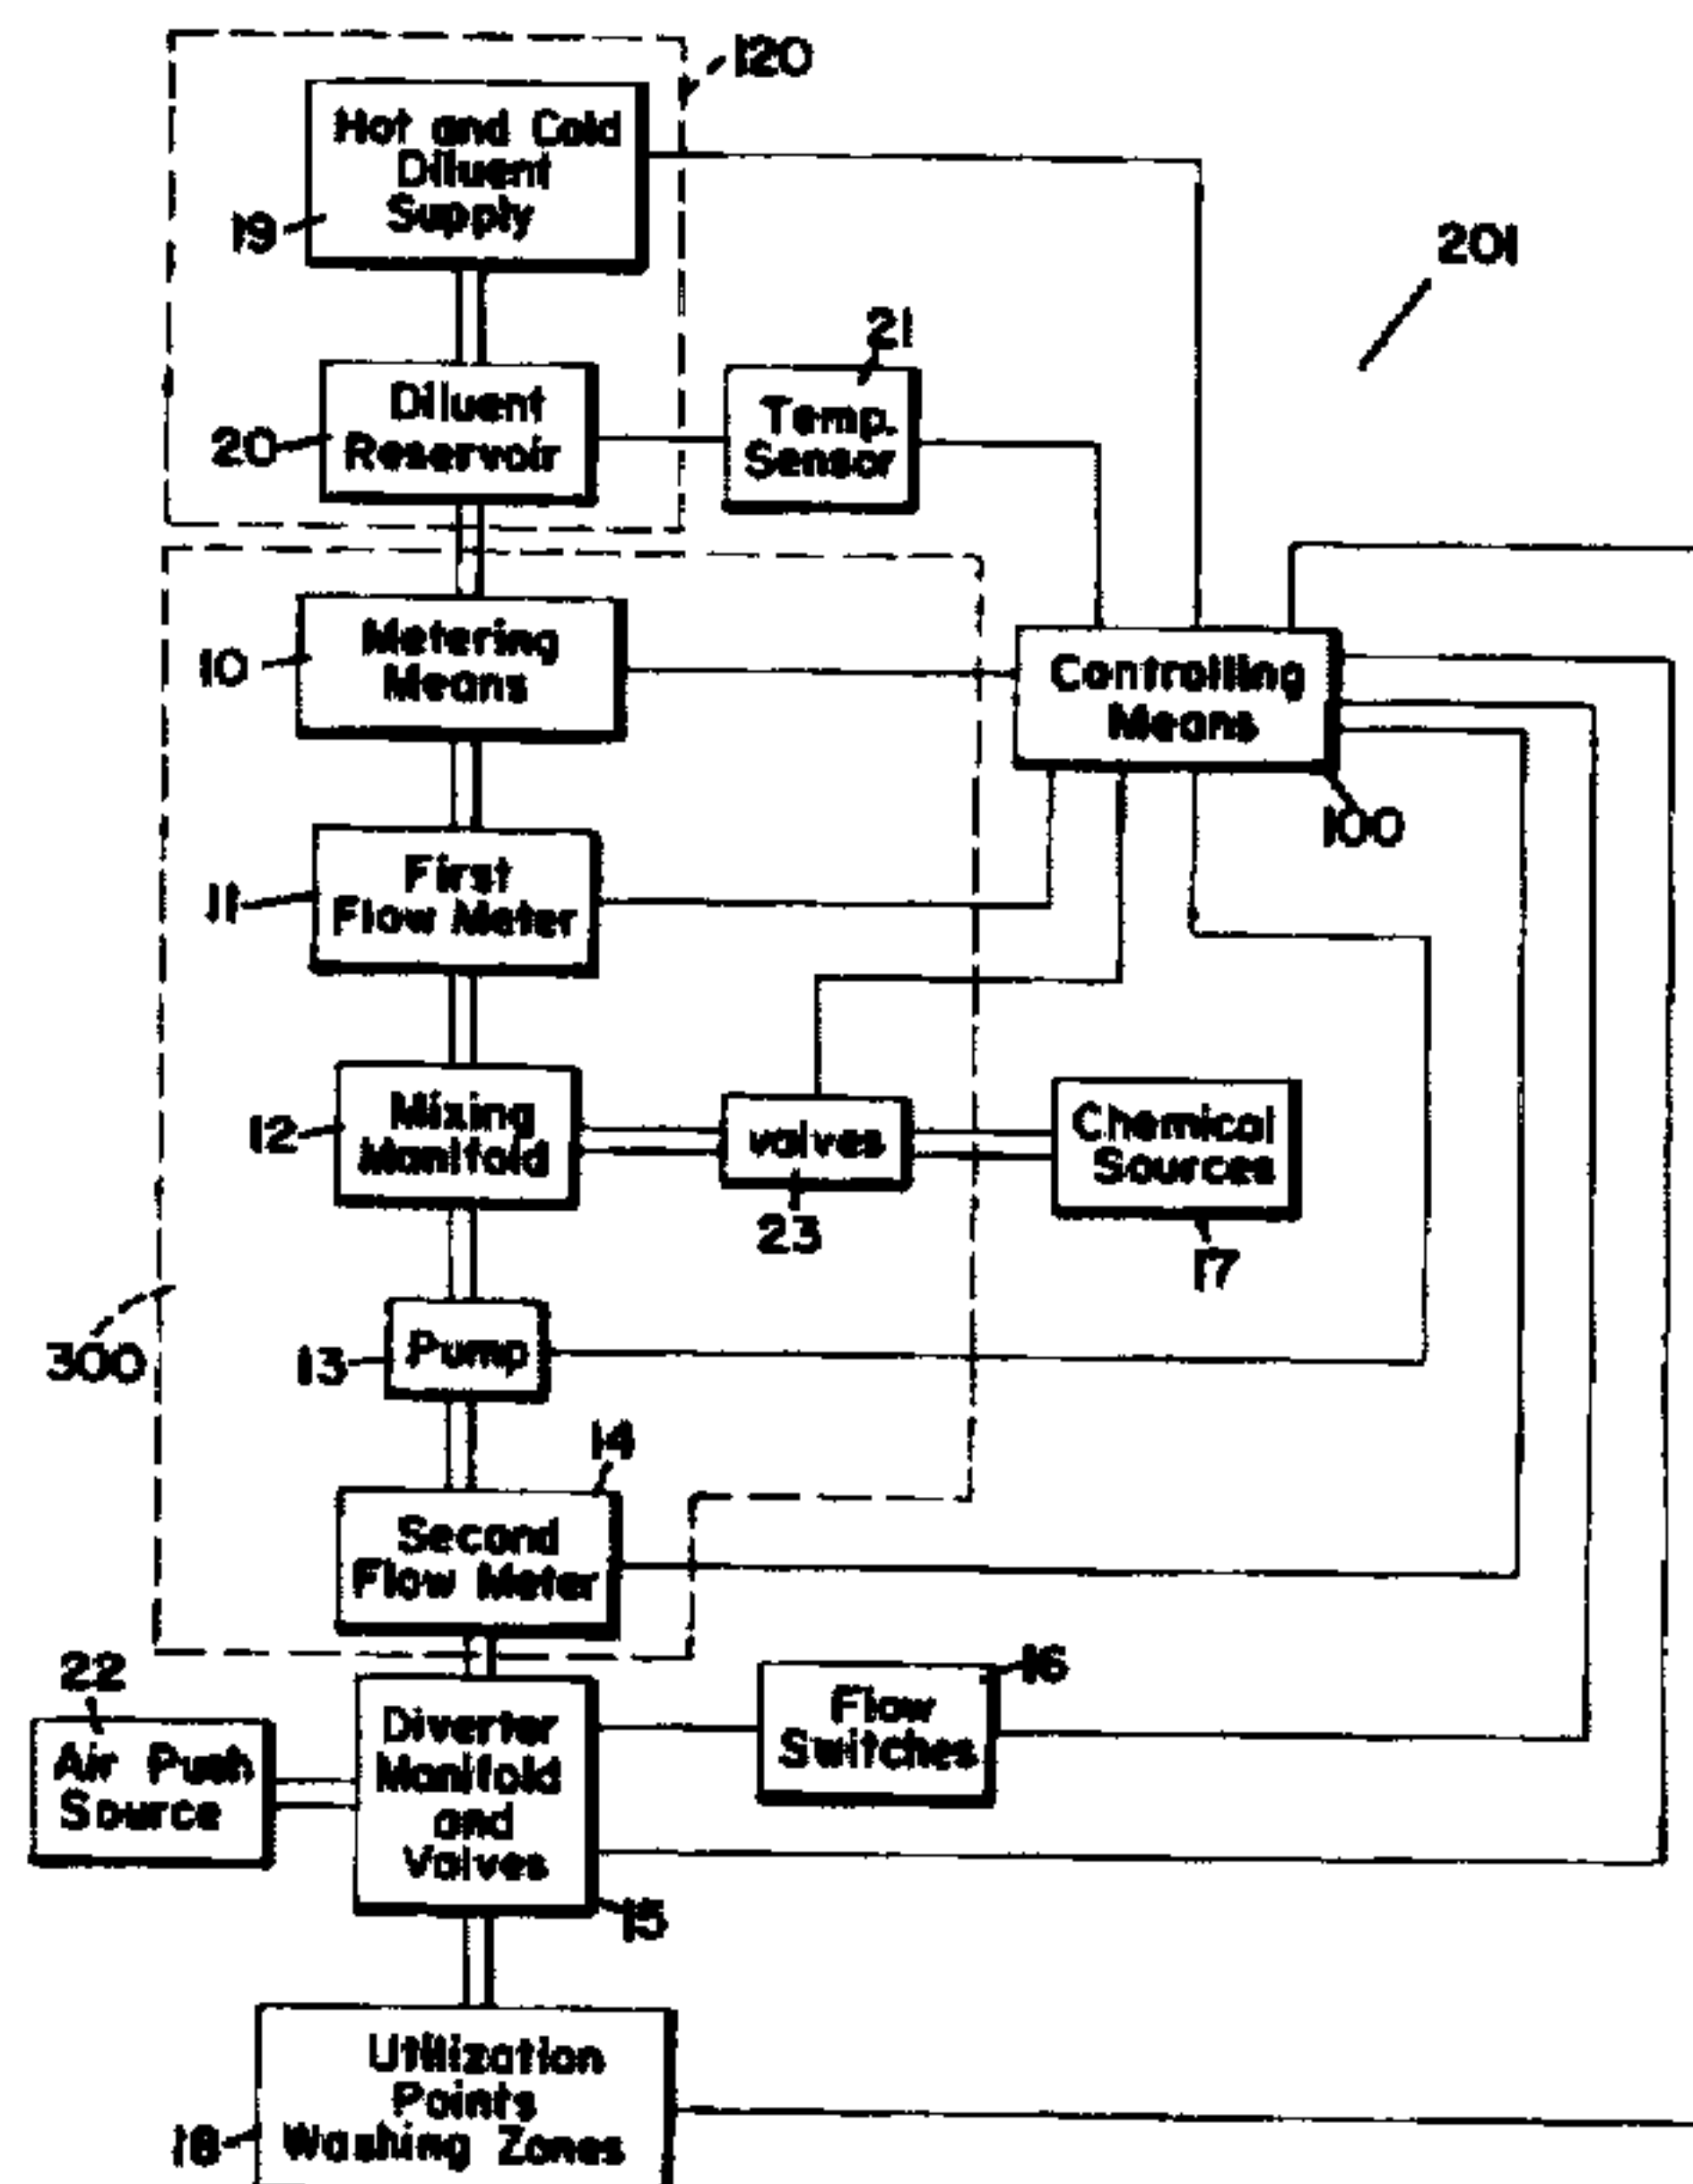 120
Hot and Cold
Diluent
Supply
19
201
21
Diluent
Reservoir
20
Temp.
Sensor
Metering
Means
10
Controlling
Means
100
First
Flow Meter
11
Mixing
Manifold
12
valves
23
Chemical
Sources
17
300
Pump
13
14
Second
Flow Meter
22
Air Push
Source
Diverter
Manifold
and
Valves
15
16
Flow
Switches
Utilization
Points
Washing Zones
18